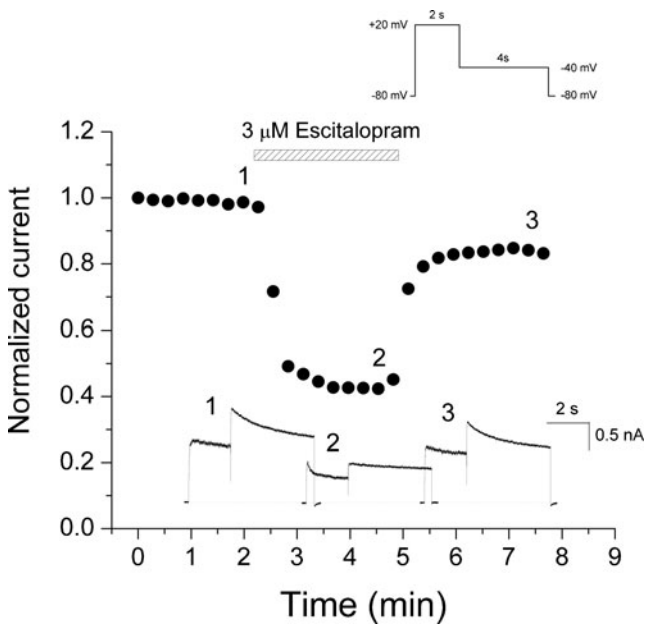 2 s
+20 mV
4s
-40 mV
-80 mV
-80 mV
1.2
3 μM Escitalopram
1
1.0
3
0.8
0.6
2
0.4
1
3
2 s
2
0.5 nA
0.2
0.0
0 1 2 3 4 5 6 7 8 9
Normalized current
Time (min)